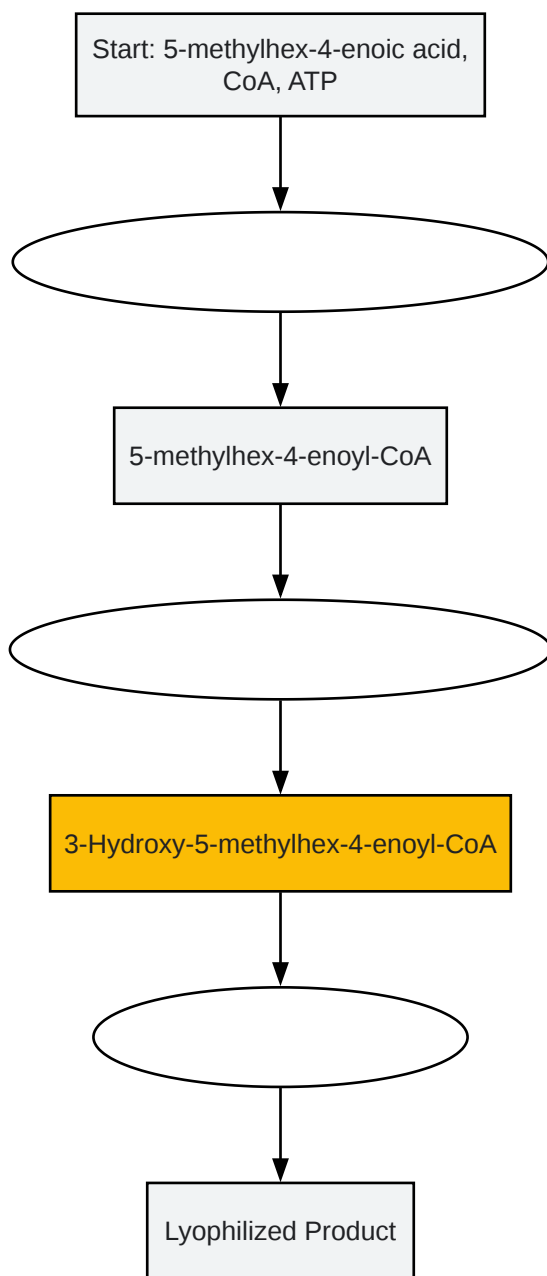 Start: 5-methylhex-4-enoic acid,
CoA, ATP
5-methylhex-4-enoyl-CoA
3-Hydroxy-5-methylhex-4-enoyl-CoA
Lyophilized Product